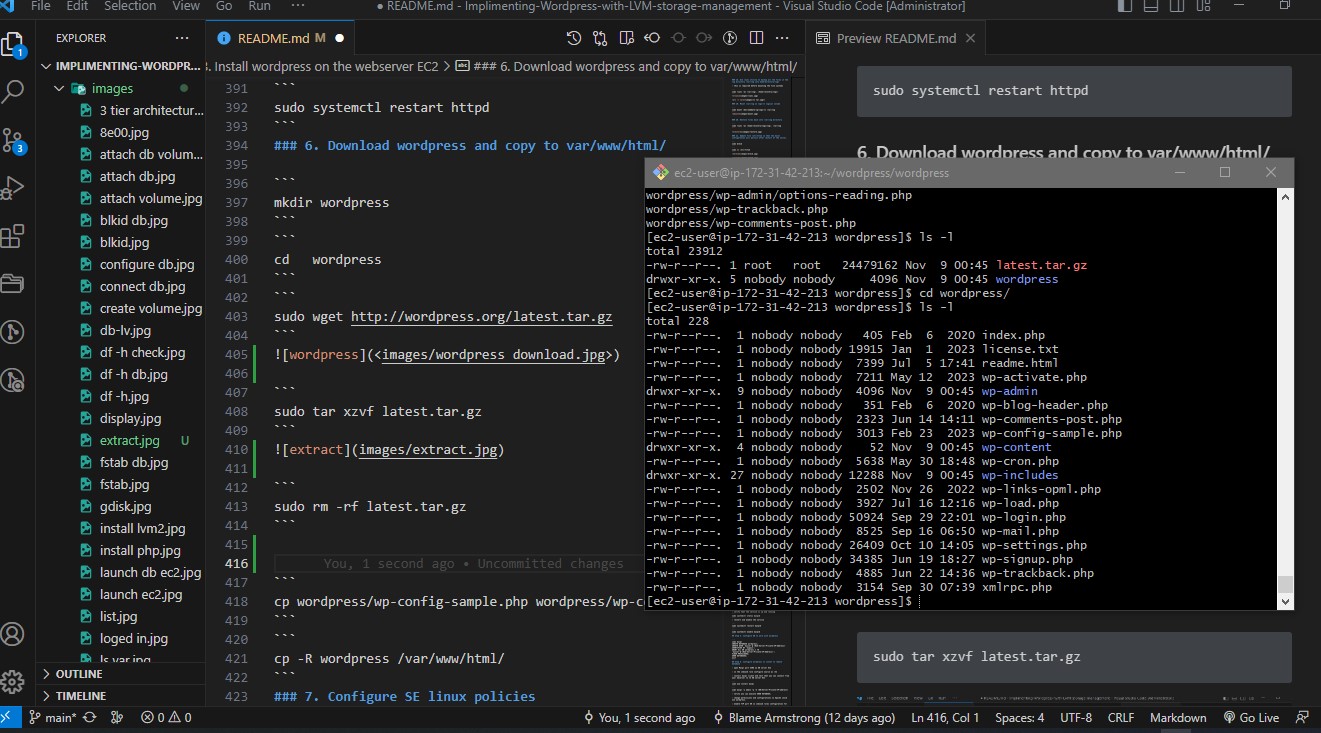 File Edit Selection View Go Run ··· ● README.md - Implimenting-Wordpress-with-LVM-storage-management - Visual Studio Code [Administrator]
EXPLORER ···
IMPLIMENTING-WORDPR...
images
3 tier architectur...
8e00.jpg
attach db volum...
attach db.jpg
attach volume.jpg
blkid db.jpg
blkid.jpg
configure db.jpg
connect db.jpg
create volume.jpg
db-lv.jpg
df -h check.jpg
df -h db.jpg
df -h.jpg
display.jpg
extract.jpg U
fstab db.jpg
fstab.jpg
gdisk.jpg
install lvm2.jpg
install php.jpg
launch db ec2.jpg
launch ec2.jpg
list.jpg
loged in.jpg
ls var.jpg
OUTLINE
TIMELINE
1
3
README.md M ●
3. Install wordpress on the webserver EC2 > ### 6. Download wordpress and copy to var/www/html/
391 ```
392 sudo systemctl restart httpd
393 ```
394 ### 6. Download wordpress and copy to var/www/html/
395
396 ```
397 mkdir wordpress
398 ```
399 ```
400 cd   wordpress
401 ```
402 ```
403 sudo wget http://wordpress.org/latest.tar.gz
404 ```
405 ![wordpress](<images/wordpress download.jpg>)
406
407 ```
408 sudo tar xzvf latest.tar.gz
409 ```
410 ![extract](images/extract.jpg)
411
412 ```
413 sudo rm -rf latest.tar.gz
414 ```
415
416 You, 1 second ago • Uncommitted changes
417 ```
418 cp wordpress/wp-config-sample.php wordpress/wp-c
419 ```
420 ```
421 cp -R wordpress /var/www/html/
422 ```
423 ### 7. Configure SE linux policies
Preview README.md
sudo systemctl restart httpd
6. Download wordpress and copy to var/www/html/
ec2-user@ip-172-31-42-213:~/wordpress/wordpress
wordpress/wp-admin/options-reading.php
wordpress/wp-trackback.php
wordpress/wp-comments-post.php
[ec2-user@ip-172-31-42-213 wordpress]$ ls -l
total 23912
-rw-r--r--. 1 root   root   24479162 Nov  9 00:45 latest.tar.gz
drwxr-xr-x. 5 nobody nobody     4096 Nov  9 00:45 wordpress
[ec2-user@ip-172-31-42-213 wordpress]$ cd wordpress/
[ec2-user@ip-172-31-42-213 wordpress]$ ls -l
total 228
-rw-r--r--.  1 nobody nobody   405 Feb  6  2020 index.php
-rw-r--r--.  1 nobody nobody 19915 Jan  1  2023 license.txt
-rw-r--r--.  1 nobody nobody  7399 Jul  5 17:41 readme.html
-rw-r--r--.  1 nobody nobody  7211 May 12  2023 wp-activate.php
drwxr-xr-x.  9 nobody nobody  4096 Nov  9 00:45 wp-admin
-rw-r--r--.  1 nobody nobody   351 Feb  6  2020 wp-blog-header.php
-rw-r--r--.  1 nobody nobody  2323 Jun 14 14:11 wp-comments-post.php
-rw-r--r--.  1 nobody nobody  3013 Feb 23  2023 wp-config-sample.php
drwxr-xr-x.  4 nobody nobody    52 Nov  9 00:45 wp-content
-rw-r--r--.  1 nobody nobody  5638 May 30 18:48 wp-cron.php
drwxr-xr-x. 27 nobody nobody 12288 Nov  9 00:45 wp-includes
-rw-r--r--.  1 nobody nobody  2502 Nov 26  2022 wp-links-opml.php
-rw-r--r--.  1 nobody nobody  3927 Jul 16 12:16 wp-load.php
-rw-r--r--.  1 nobody nobody 50924 Sep 29 22:01 wp-login.php
-rw-r--r--.  1 nobody nobody  8525 Sep 16 06:50 wp-mail.php
-rw-r--r--.  1 nobody nobody 26409 Oct 10 14:05 wp-settings.php
-rw-r--r--.  1 nobody nobody 34385 Jun 19 18:27 wp-signup.php
-rw-r--r--.  1 nobody nobody  4885 Jun 22 14:36 wp-trackback.php
-rw-r--r--.  1 nobody nobody  3154 Sep 30 07:39 xmlrpc.php
[ec2-user@ip-172-31-42-213 wordpress]$
sudo tar xzvf latest.tar.gz
main* 0 0 You, 1 second ago Blame Armstrong (12 days ago) Ln 416, Col 1 Spaces: 4 UTF-8 CRLF Markdown Go Live